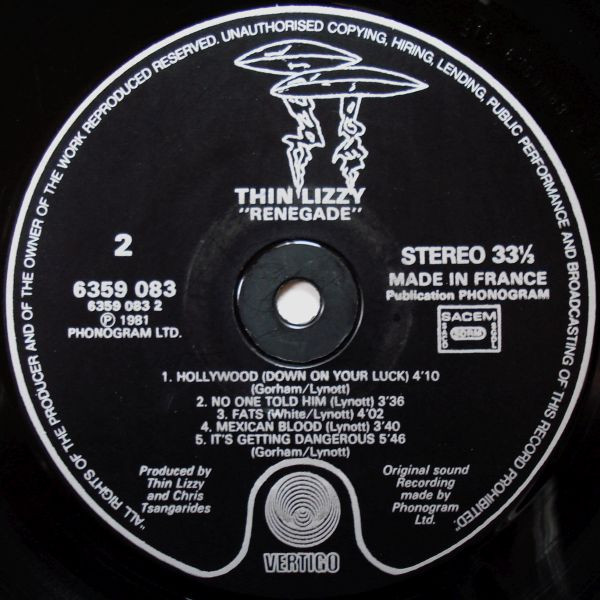 "ALL RIGHTS OF THE PRODUCER AND OF THE OWNER OF THE WORK REPRODUCED RESERVED. UNAUTHORISED COPYING, HIRING, LENDING, PUBLIC PERFORMANCE AND BROADCASTING OF THIS RECORD PROHIBITED."
THIN LIZZY
"RENEGADE"
2
6359 083
6359 083 2
Ⓟ 1981
PHONOGRAM LTD.
STEREO 33⅓
MADE IN FRANCE
Publication PHONOGRAM
SACEM
1. HOLLYWOOD (DOWN ON YOUR LUCK) 4'10
(Gorham/Lynott)
2. NO ONE TOLD HIM (Lynott) 3'36
3. FATS (White/Lynott) 4'02
4. MEXICAN BLOOD (Lynott) 3'40
5. IT'S GETTING DANGEROUS 5'46
(Gorham/Lynott)
Produced by
Thin Lizzy
and Chris
Tsangarides
Original sound
Recording
made by
Phonogram
Ltd.
VERTIGO